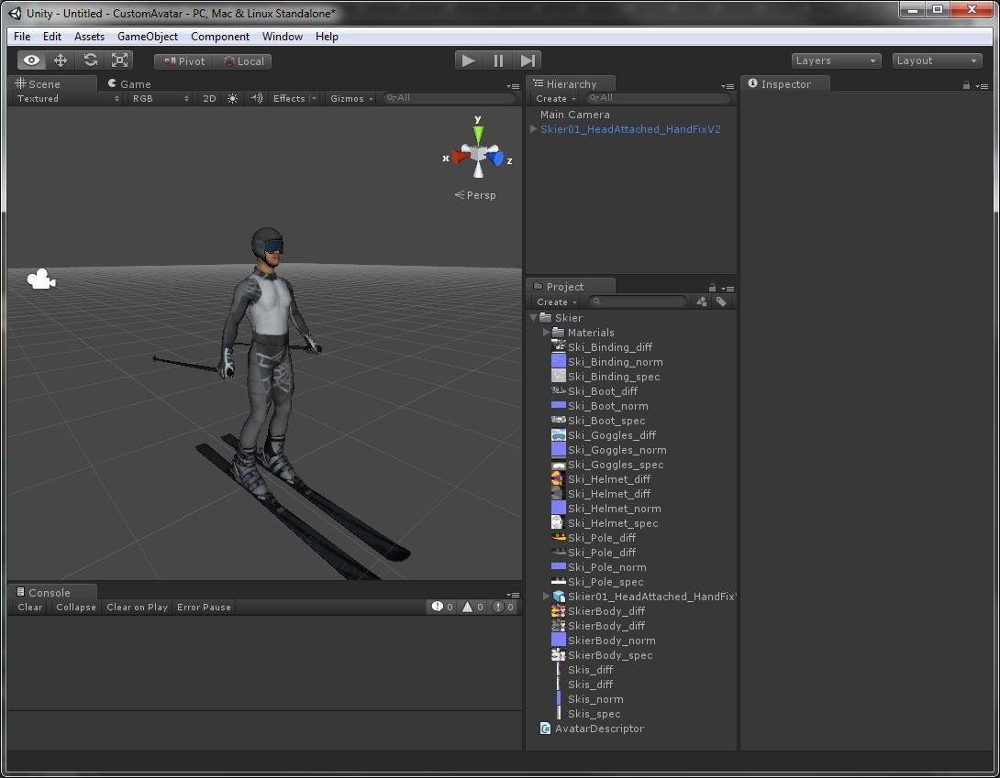 Unity - Untitled - CustomAvatar - PC, Mac & Linux Standalone*
File Edit Assets GameObject Component Window Help
Pivot Local Layers Layout
Scene Game
Textured RGB 2D Effects Gizmos All
y
x
z
Persp
Hierarchy
Create All
Main Camera
Skier01_HeadAttached_HandFixV2
Inspector
Project
Create
Skier
Materials
Ski_Binding_diff
Ski_Binding_norm
Ski_Binding_spec
Ski_Boot_diff
Ski_Boot_norm
Ski_Boot_spec
Ski_Goggles_diff
Ski_Goggles_norm
Ski_Goggles_spec
Ski_Helmet_diff
Ski_Helmet_diff
Ski_Helmet_norm
Ski_Helmet_spec
Ski_Pole_diff
Ski_Pole_diff
Ski_Pole_norm
Ski_Pole_spec
Skier01_HeadAttached_HandFixV
SkierBody_diff
SkierBody_diff
SkierBody_norm
SkierBody_spec
Skis_diff
Skis_diff
Skis_norm
Skis_spec
AvatarDescriptor
Console
Clear Collapse Clear on Play Error Pause 0 0 0